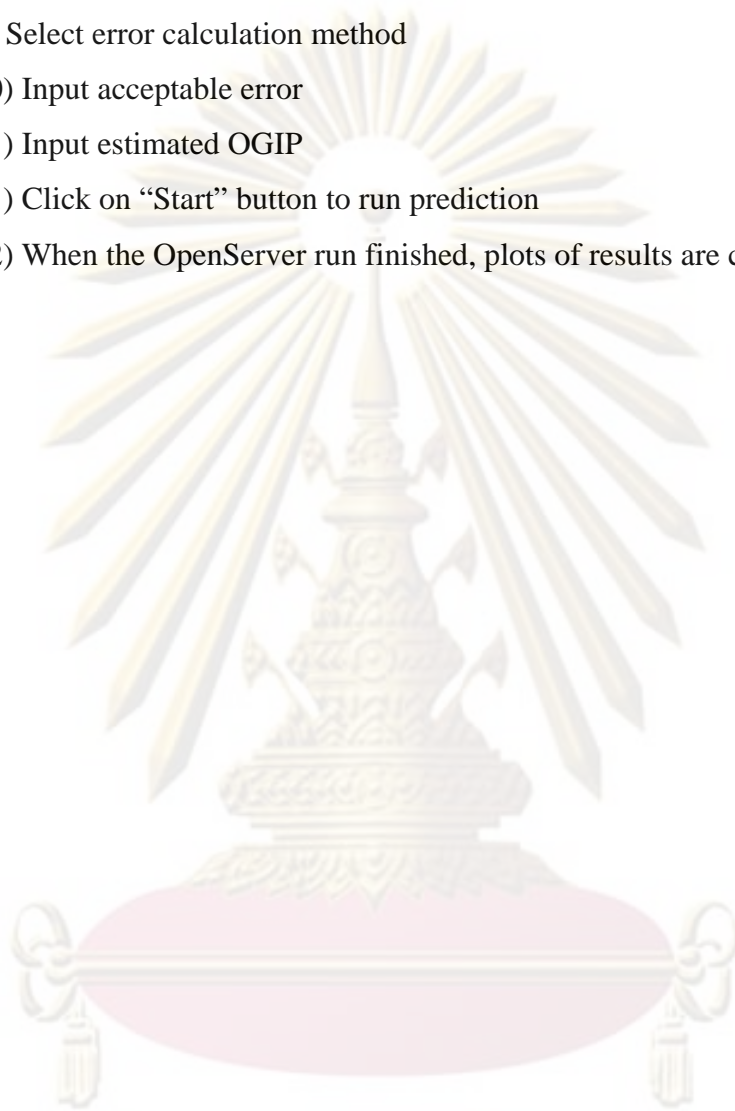 Select error calculation method
) Input acceptable error
) Input estimated OGIP
) Click on “Start” button to run prediction
) When the OpenServer run finished, plots of results are